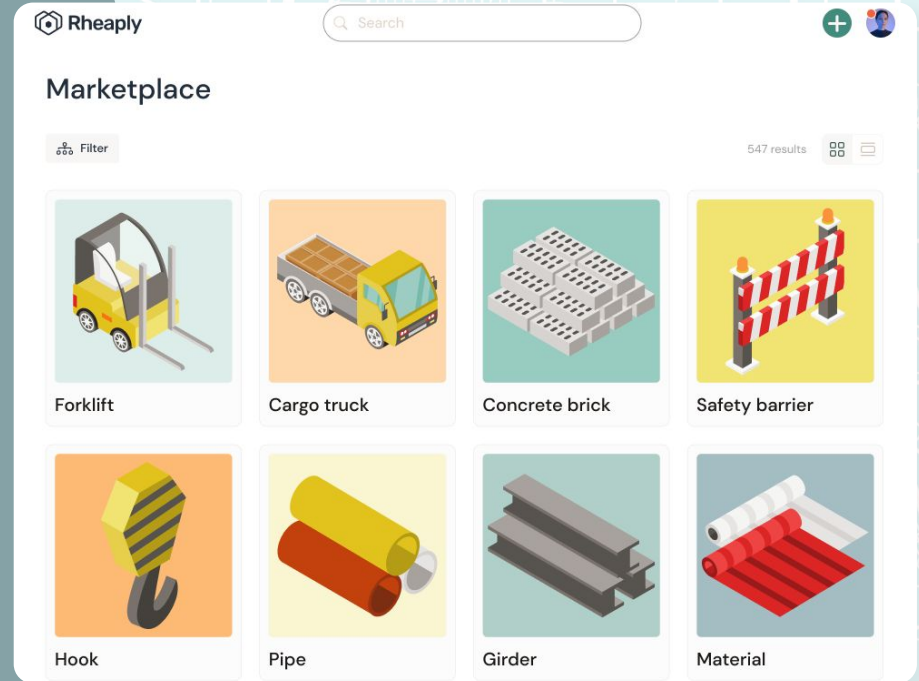 Rheaply
Search
Marketplace
Filter
547 results
Forklift
Cargo truck
Concrete brick
Safety barrier
Hook
Pipe
Girder
Material